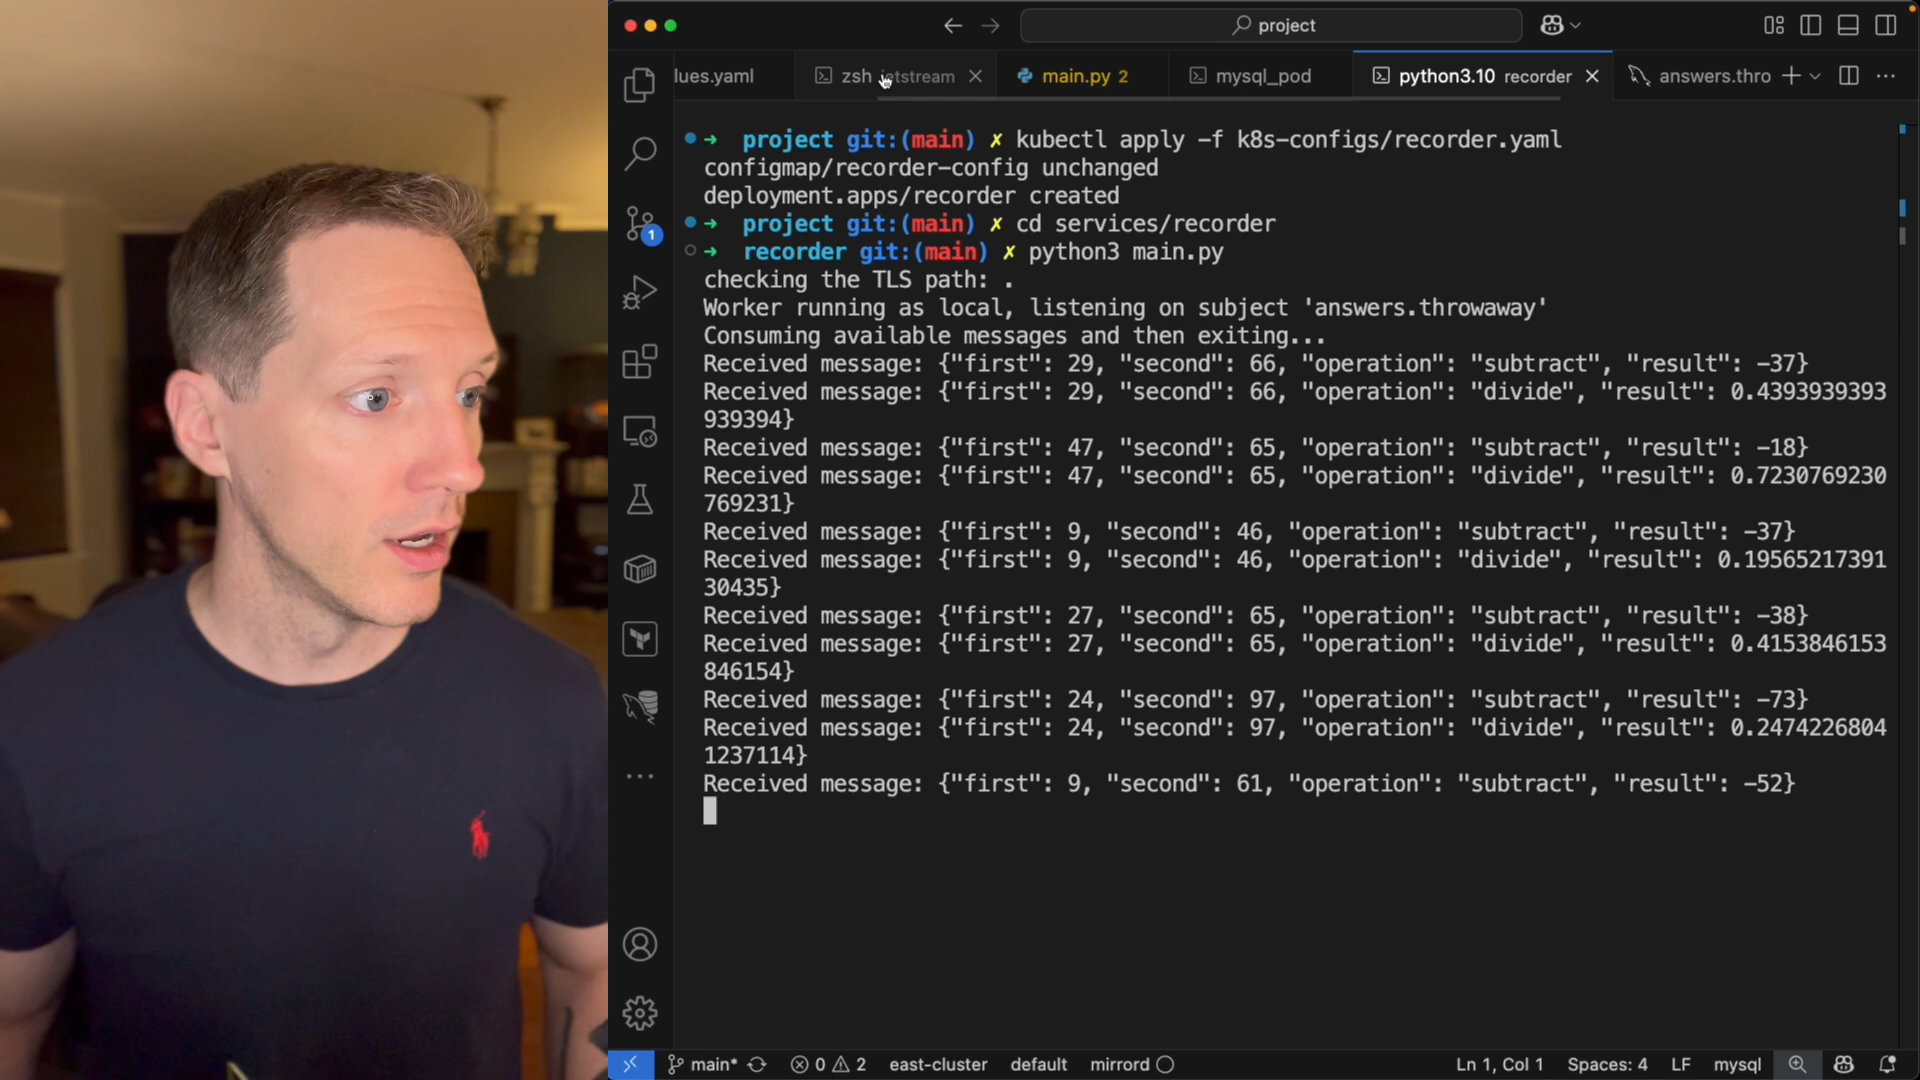 project
lues.yaml
zsh jetstream
main.py 2
mysql_pod
python3.10 recorder
answers.thro
project git:(main) ✗ kubectl apply -f k8s-configs/recorder.yaml
configmap/recorder-config unchanged
deployment.apps/recorder created
project git:(main) ✗ cd services/recorder
recorder git:(main) ✗ python3 main.py
checking the TLS path: .
Worker running as local, listening on subject 'answers.throwaway'
Consuming available messages and then exiting...
Received message: {"first": 29, "second": 66, "operation": "subtract", "result": -37}
Received message: {"first": 29, "second": 66, "operation": "divide", "result": 0.4393939393
939394}
Received message: {"first": 47, "second": 65, "operation": "subtract", "result": -18}
Received message: {"first": 47, "second": 65, "operation": "divide", "result": 0.7230769230
769231}
Received message: {"first": 9, "second": 46, "operation": "subtract", "result": -37}
Received message: {"first": 9, "second": 46, "operation": "divide", "result": 0.19565217391
30435}
Received message: {"first": 27, "second": 65, "operation": "subtract", "result": -38}
Received message: {"first": 27, "second": 65, "operation": "divide", "result": 0.4153846153
846154}
Received message: {"first": 24, "second": 97, "operation": "subtract", "result": -73}
Received message: {"first": 24, "second": 97, "operation": "divide", "result": 0.2474226804
1237114}
Received message: {"first": 9, "second": 61, "operation": "subtract", "result": -52}
1
main* 0 2 east-cluster default mirrord Ln 1, Col 1 Spaces: 4 LF mysql